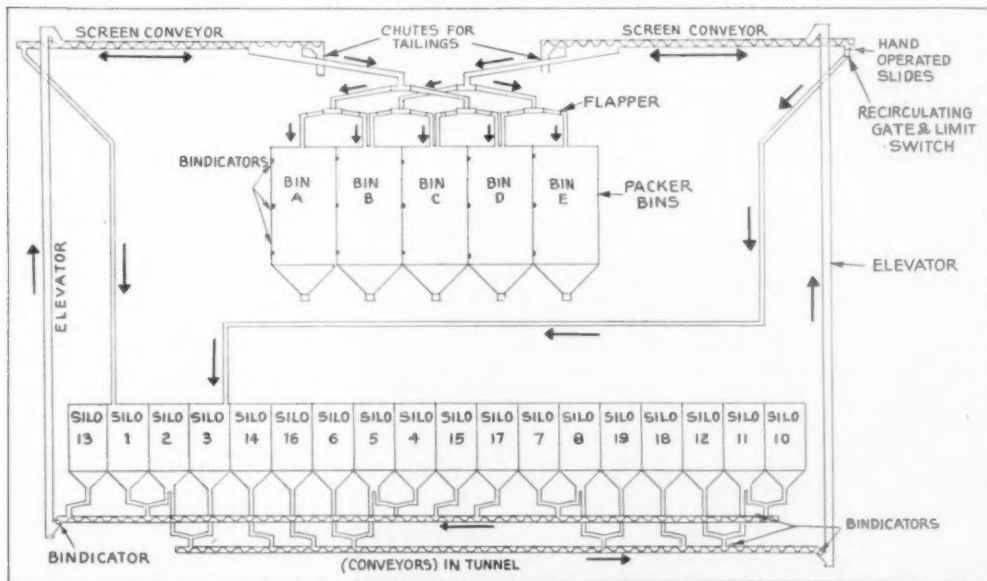 SCREEN CONVEYOR
CHUTES FOR
TAILINGS
SCREEN CONVEYOR
HAND
OPERATED
SLIDES
RECIRCULATING
GATE & LIMIT
SWITCH
FLAPPER
BINDICATORS
BIN
A
BIN
B
BIN
C
BIN
D
BIN
E
PACKER
BINS
ELEVATOR
ELEVATOR
SILO
13
SILO
1
SILO
2
SILO
3
SILO
14
SILO
16
SILO
6
SILO
5
SILO
4
SILO
15
SILO
17
SILO
7
SILO
8
SILO
19
SILO
18
SILO
12
SILO
11
SILO
10
BINDICATOR
BINDICATORS
(CONVEYORS) IN TUNNEL